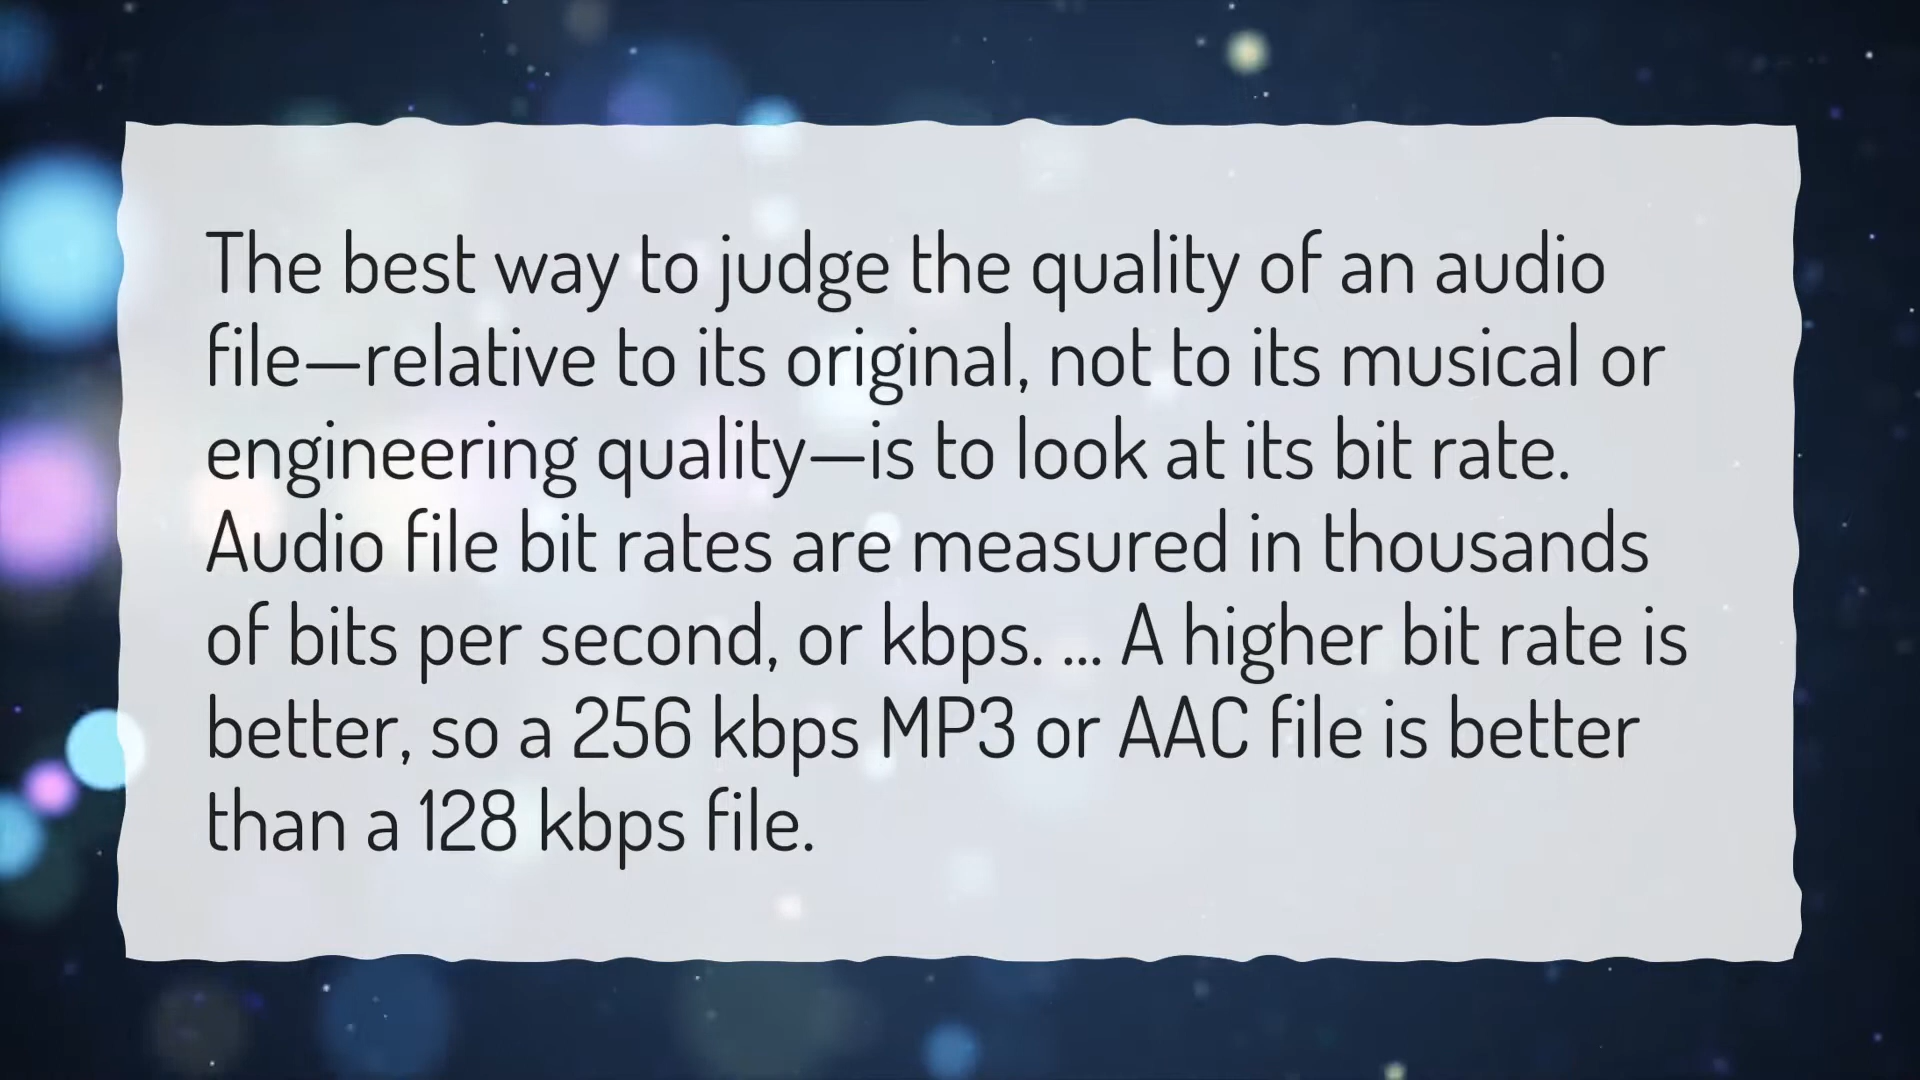 The best way to judge the quality of an audio
file—relative to its original, not to its musical or
engineering quality—is to look at its bit rate.
Audio file bit rates are measured in thousands
of bits per second, or kbps. ... A higher bit rate is
better, so a 256 kbps MP3 or AAC file is better
than a 128 kbps file.